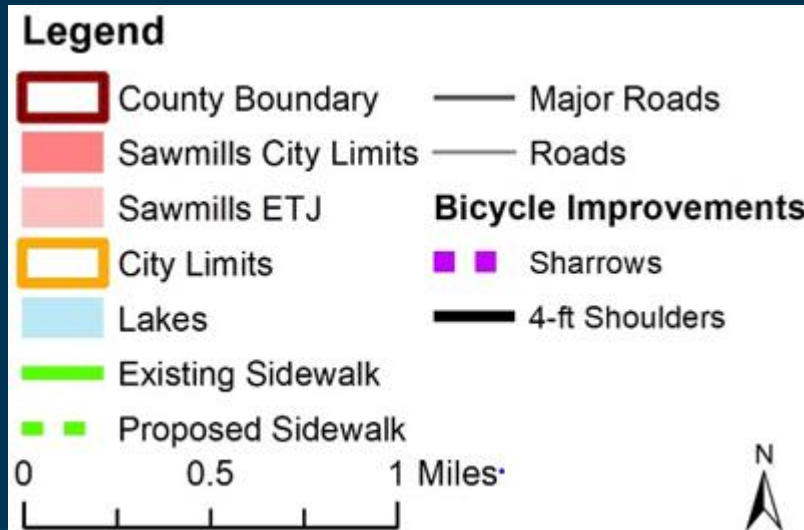 Legend
County Boundary
Sawmills City Limits
Sawmills ETJ
City Limits
Lakes
Existing Sidewalk
Proposed Sidewalk
Major Roads
Roads
Bicycle Improvements
Sharrows
4-ft Shoulders
0 0.5 1 Miles
N